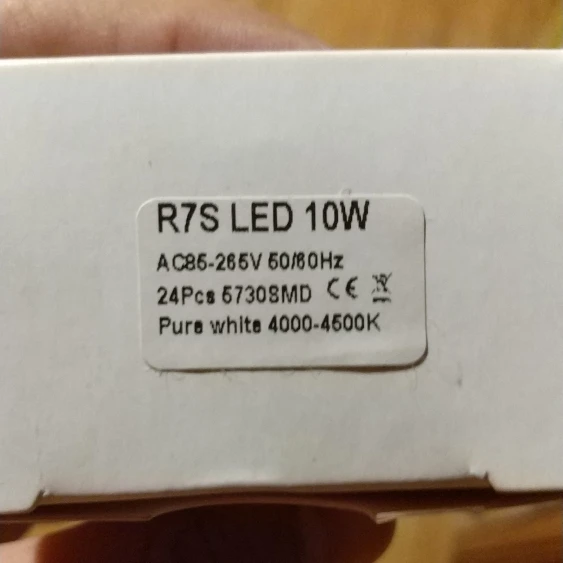 R7S LED 10W
AC85-265V 50/60Hz
24Pcs 5730SMD CE
Pure white 4000-4500K